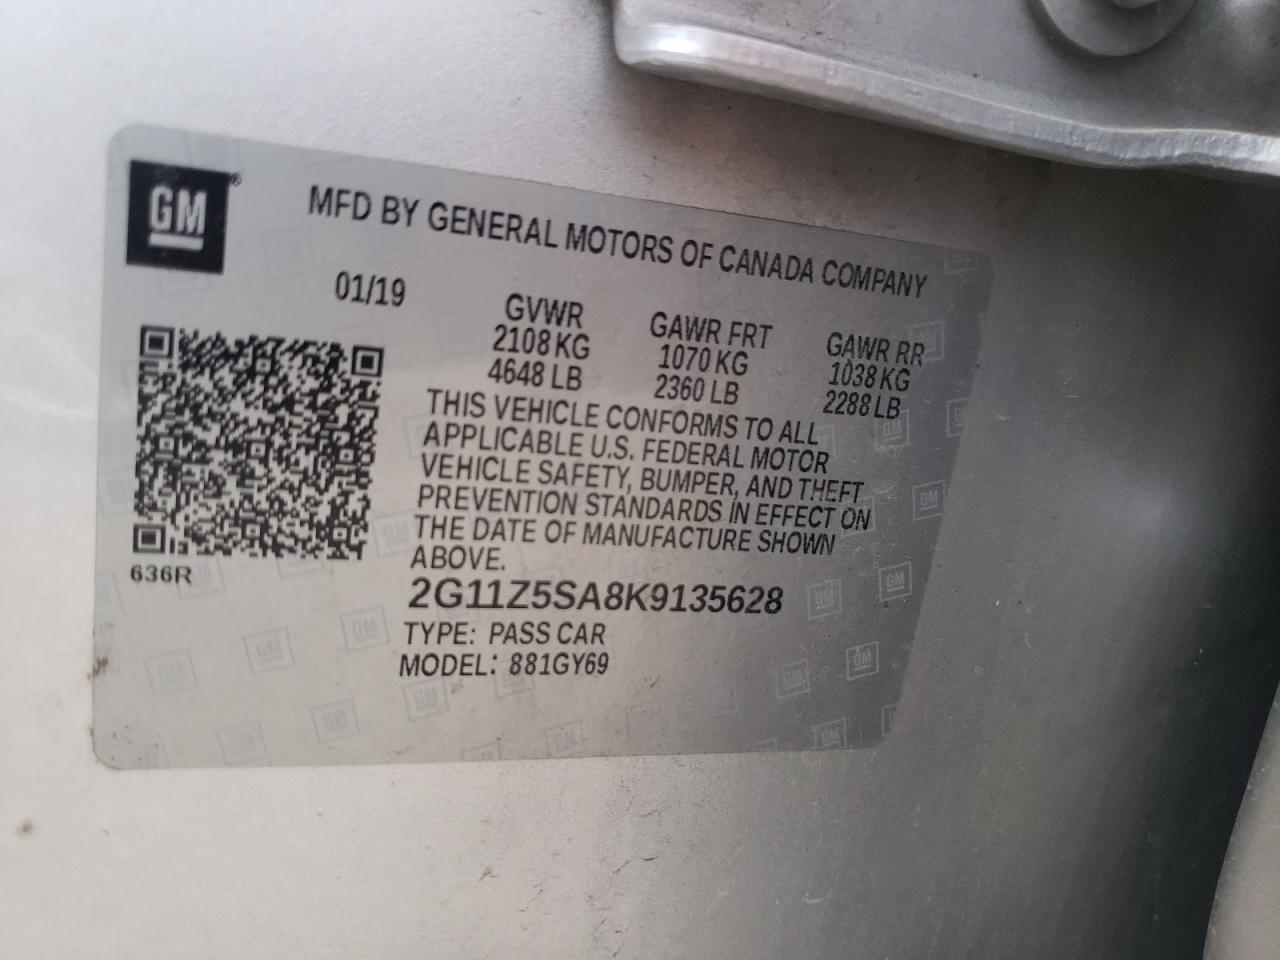 GM®
MFD BY GENERAL MOTORS OF CANADA COMPANY
01/19
GVWR
2108 KG
4648 LB
GAWR FRT
1070 KG
2360 LB
GAWR RR
1038 KG
2288 LB
THIS VEHICLE CONFORMS TO ALL
APPLICABLE U.S. FEDERAL MOTOR
VEHICLE SAFETY, BUMPER, AND THEFT
PREVENTION STANDARDS IN EFFECT ON
THE DATE OF MANUFACTURE SHOWN
ABOVE.
636R
2G11Z5SA8K9135628
TYPE: PASS CAR
MODEL: 881GY69